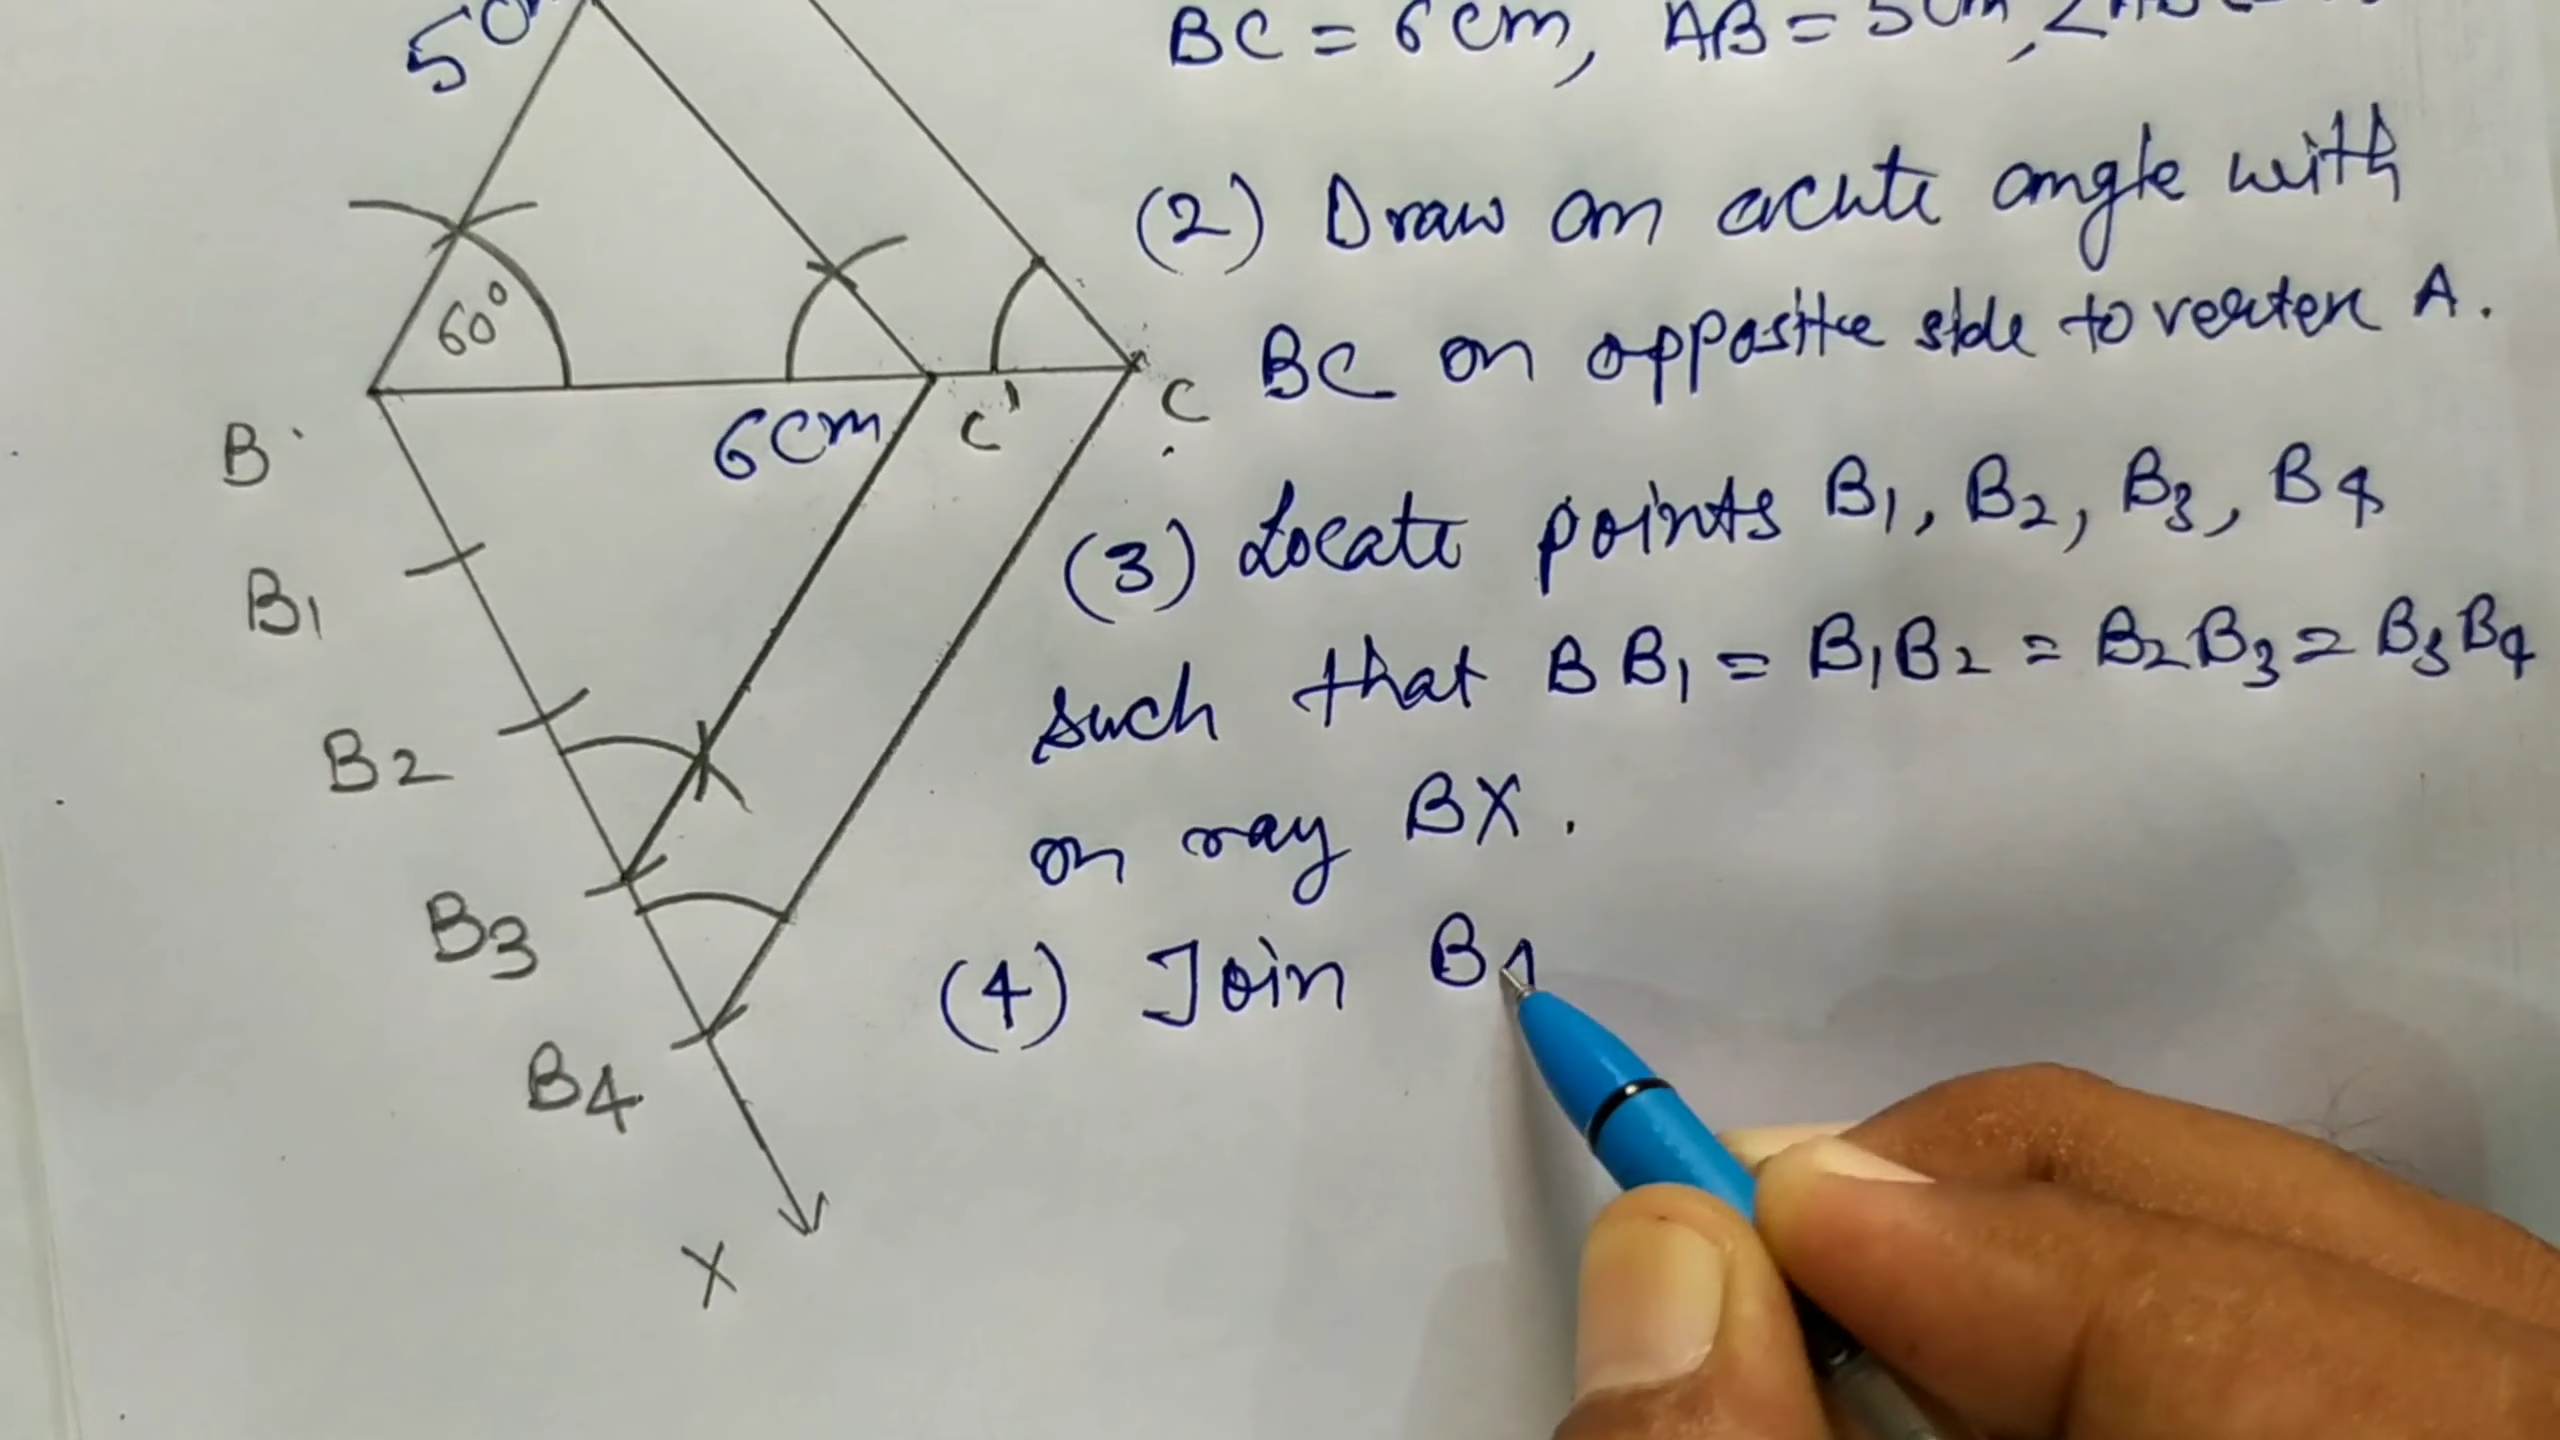 BC = 6 cm, AB = 5 cm,
(2) Draw an acute angle with
BC on opposite side to vertex A.
(3) Locate points B1, B2, B3, B4
such that BB1 = B1B2 = B2B3 = B3B4
on ray BX.
(4) Join B4
60°
6cm
C'
C
B
B1
B2
B3
B4
X